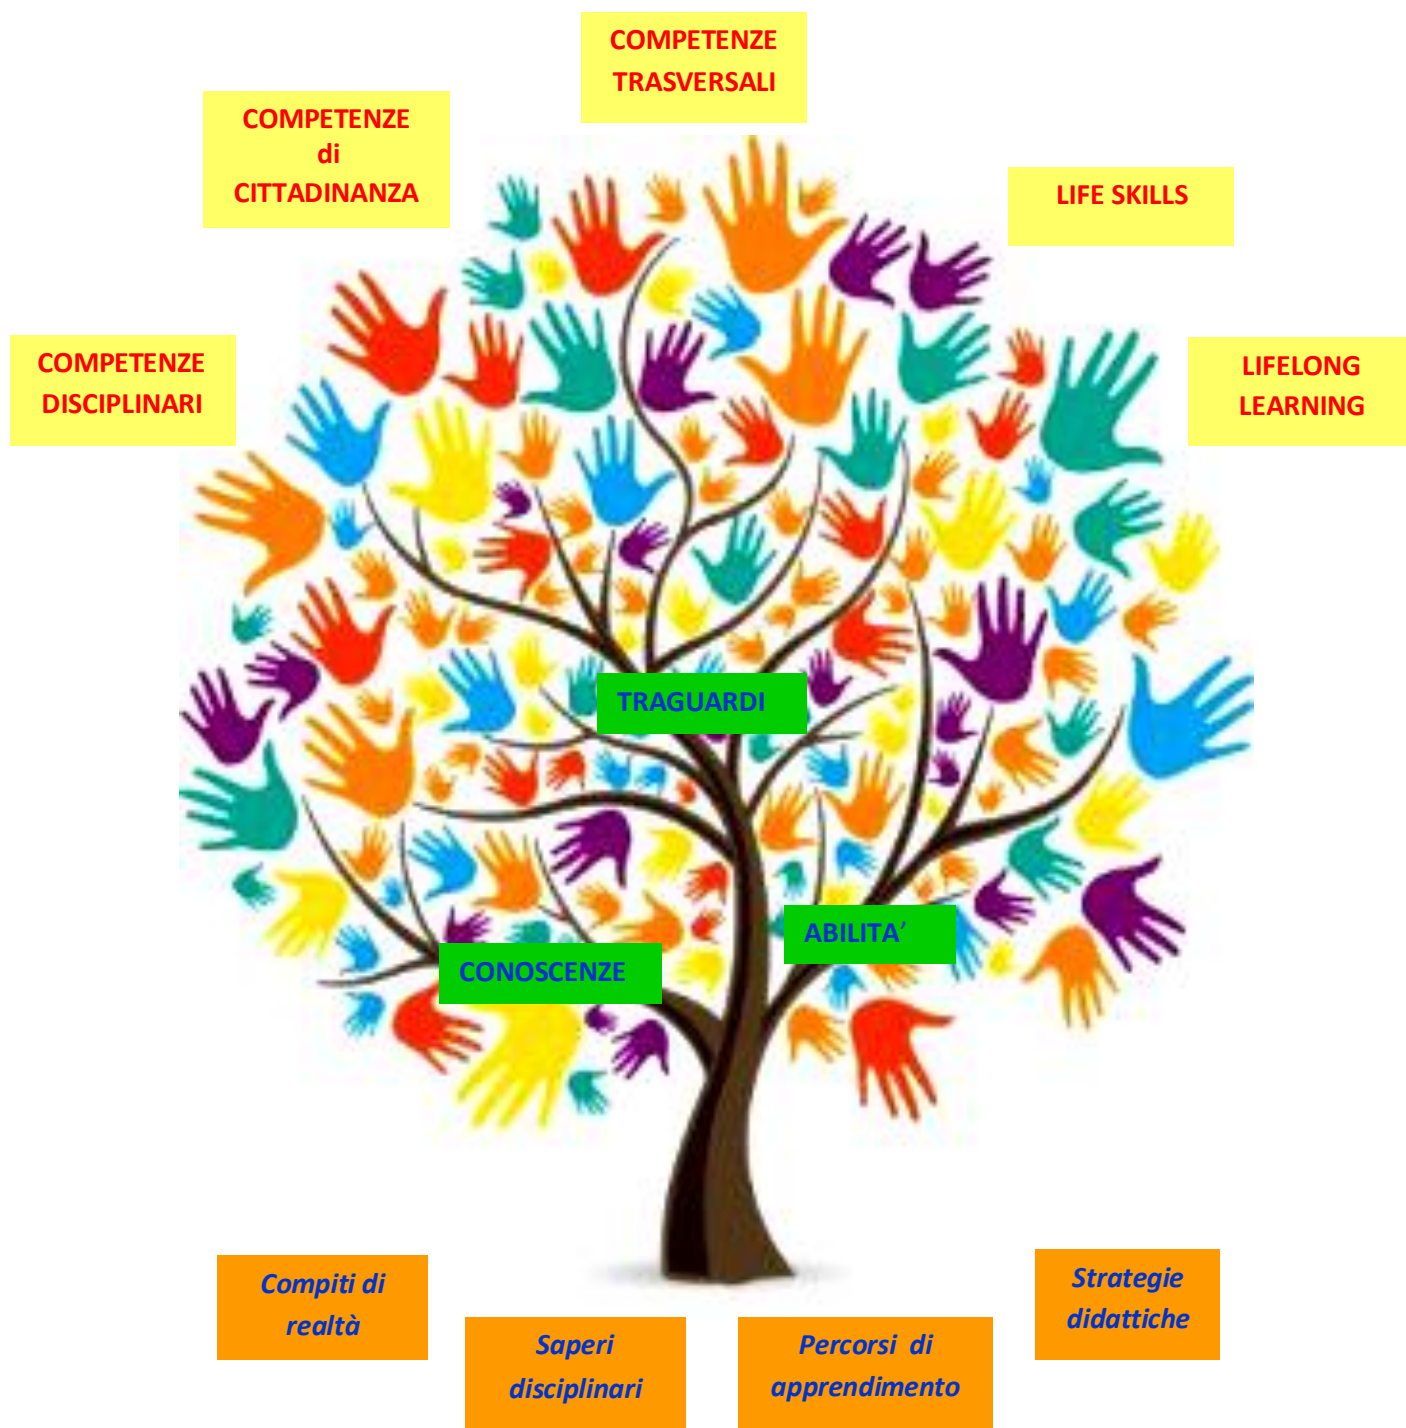 COMPETENZE
TRASVERSALI
COMPETENZE
di
CITTADINANZA
LIFE SKILLS
COMPETENZE
DISCIPLINARI
LIFELONG
LEARNING
TRAGUARDI
ABILITA’
CONOSCENZE
Compiti di
realtà
Strategie
didattiche
Saperi
disciplinari
Percorsi di
apprendimento